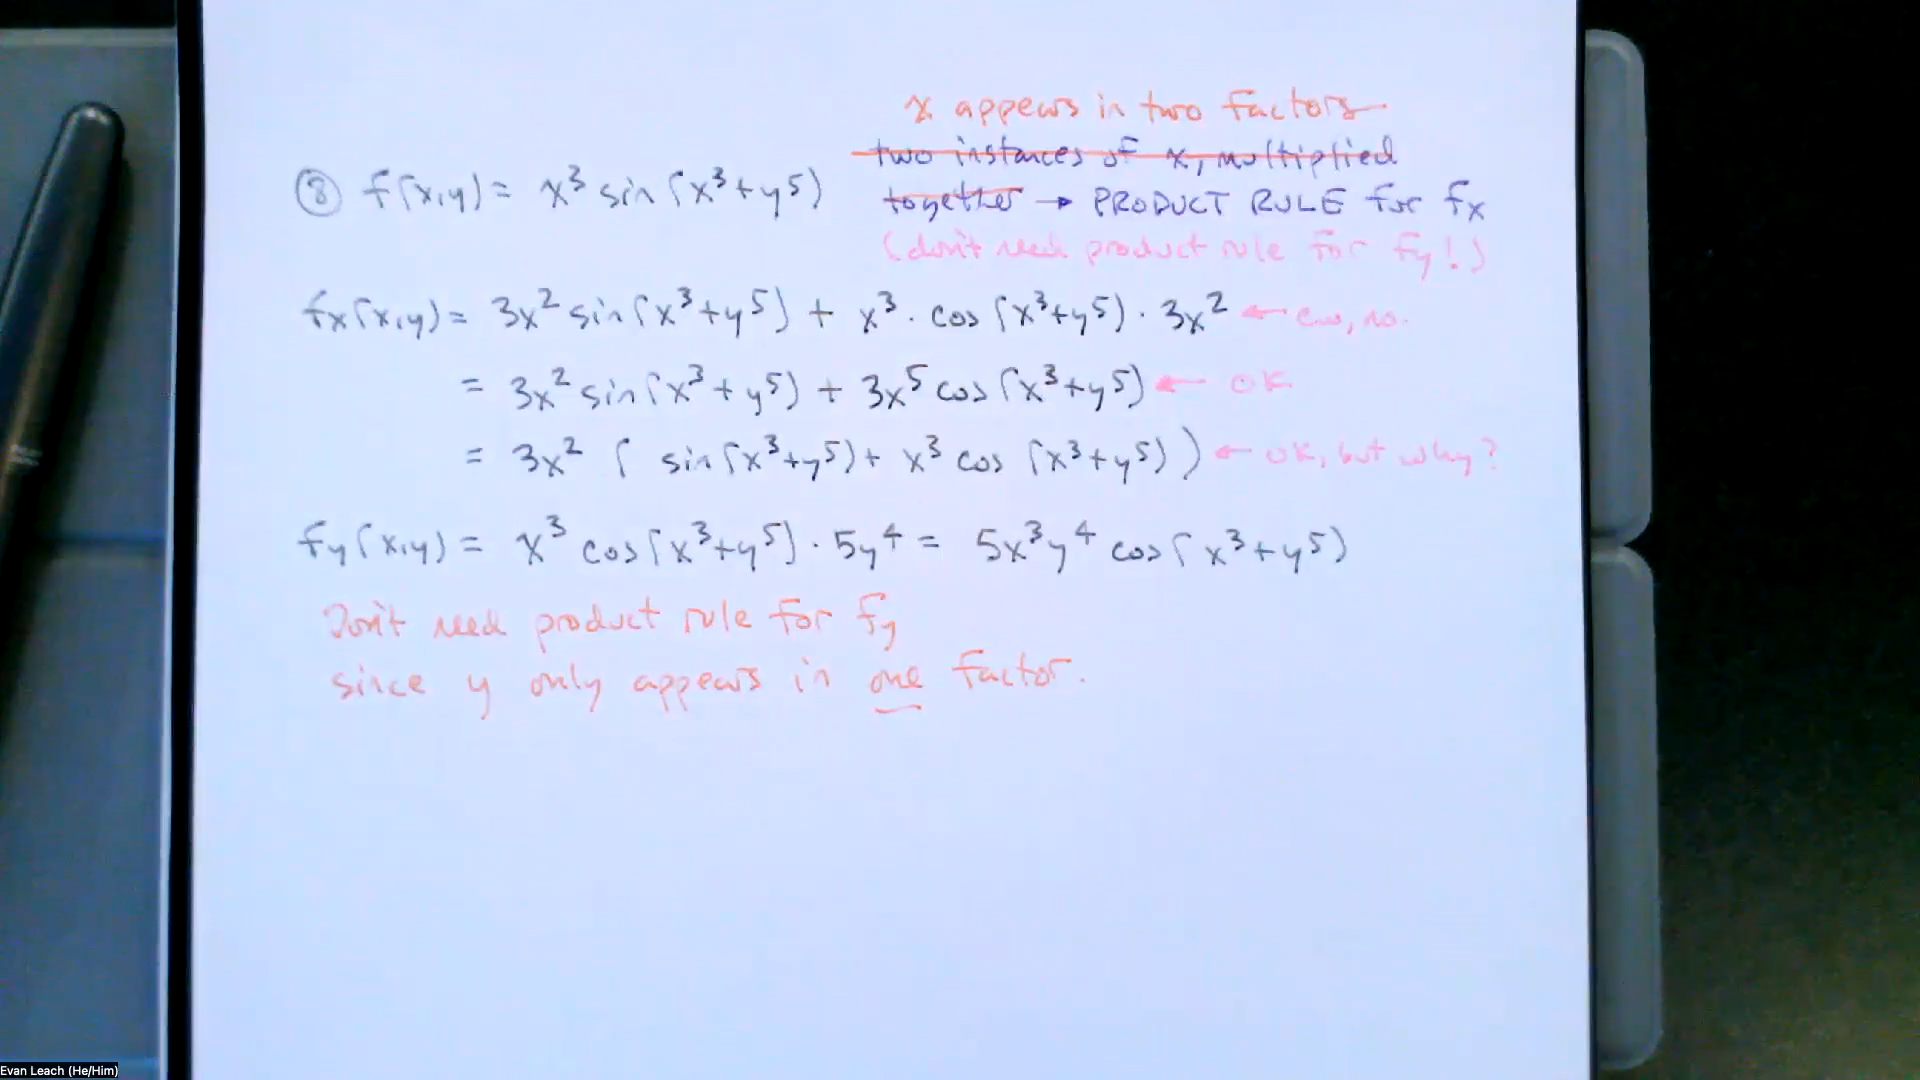 x appears in two factors
two instances of x, multiplied
⑧ f(x,y) = x³ sin(x³+y⁵) together → PRODUCT RULE for fx
(don't need product rule for fy!)
fx(x,y) = 3x² sin(x³+y⁵) + x³ · cos(x³+y⁵) · 3x² ← ew, no.
= 3x² sin(x³+y⁵) + 3x⁵ cos(x³+y⁵) ← OK
= 3x² ( sin(x³+y⁵) + x³ cos(x³+y⁵) ) ← OK, but why?
fy(x,y) = x³ cos(x³+y⁵) · 5y⁴ = 5x³y⁴ cos(x³+y⁵)
Don't need product rule for fy
since y only appears in one factor.
Evan Leach (He/Him)